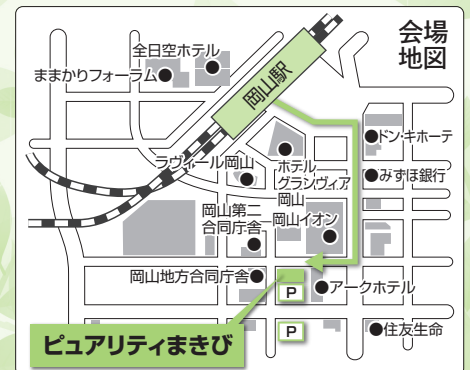 会場
地図
全日空ホテル
ままかりフォーラム
岡山駅
ドン・キホーテ
ラヴィール岡山
ホテル
グランヴィア
岡山
みずほ銀行
岡山第二
合同庁舎
岡山イオン
岡山地方合同庁舎
P
アークホテル
ピュアリティまきび
P
住友生命